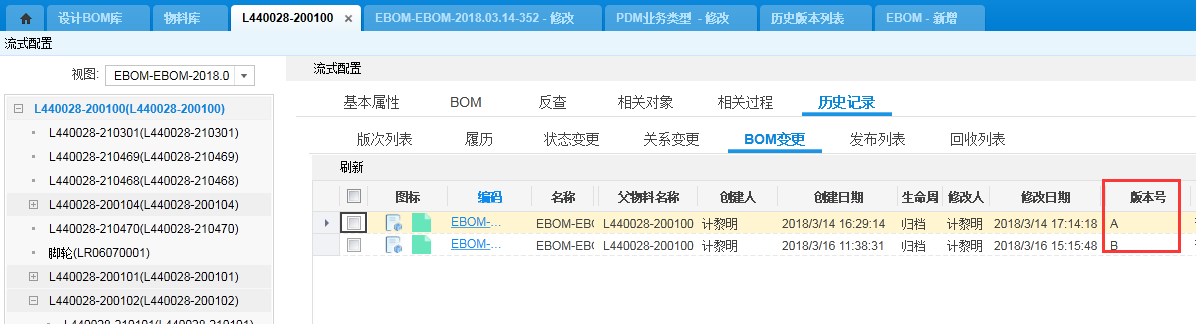 设计BOM库 物料库 L440028-200100 EBOM-EBOM-2018.03.14-352 - 修改 PDM业务类型 - 修改 历史版本列表 EBOM - 新增
流式配置
视图: EBOM-EBOM-2018.0
L440028-200100(L440028-200100)
L440028-210301(L440028-210301)
L440028-210469(L440028-210469)
L440028-210468(L440028-210468)
L440028-200104(L440028-200104)
L440028-210470(L440028-210470)
脚轮(LR06070001)
L440028-200101(L440028-200101)
L440028-200102(L440028-200102)
L440028-210101(L440028-210101)
流式配置
基本属性 BOM 反查 相关对象 相关过程 历史记录
版次列表 履历 状态变更 关系变更 BOM变更 发布列表 回收列表
刷新
图标 编码 名称 父物料名称 创建人 创建日期 生命周 修改人 修改日期 版本号
EBOM-... EBOM-EBO L440028-200100 计黎明 2018/3/14 16:29:14 归档 计黎明 2018/3/14 17:14:18 A
EBOM-... EBOM-EBO L440028-200100 计黎明 2018/3/16 11:38:31 归档 计黎明 2018/3/16 15:15:48 B